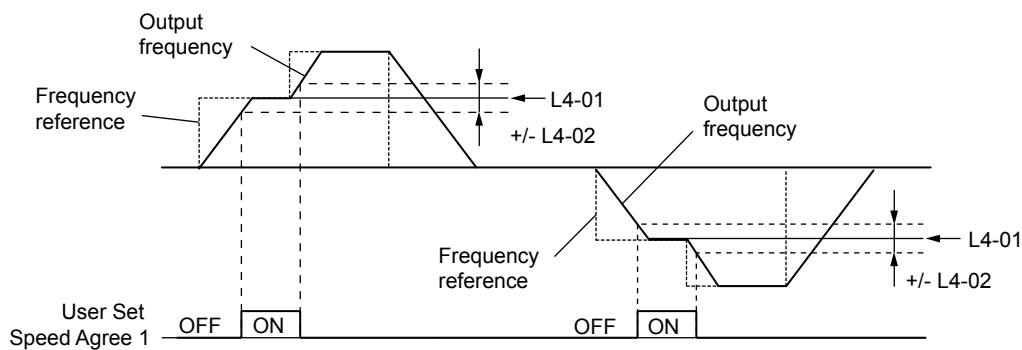 Output
frequency
Frequency
reference
L4-01
+/- L4-02
Output
frequency
Frequency
reference
L4-01
+/- L4-02
User Set
Speed Agree 1
OFF
ON
OFF
ON